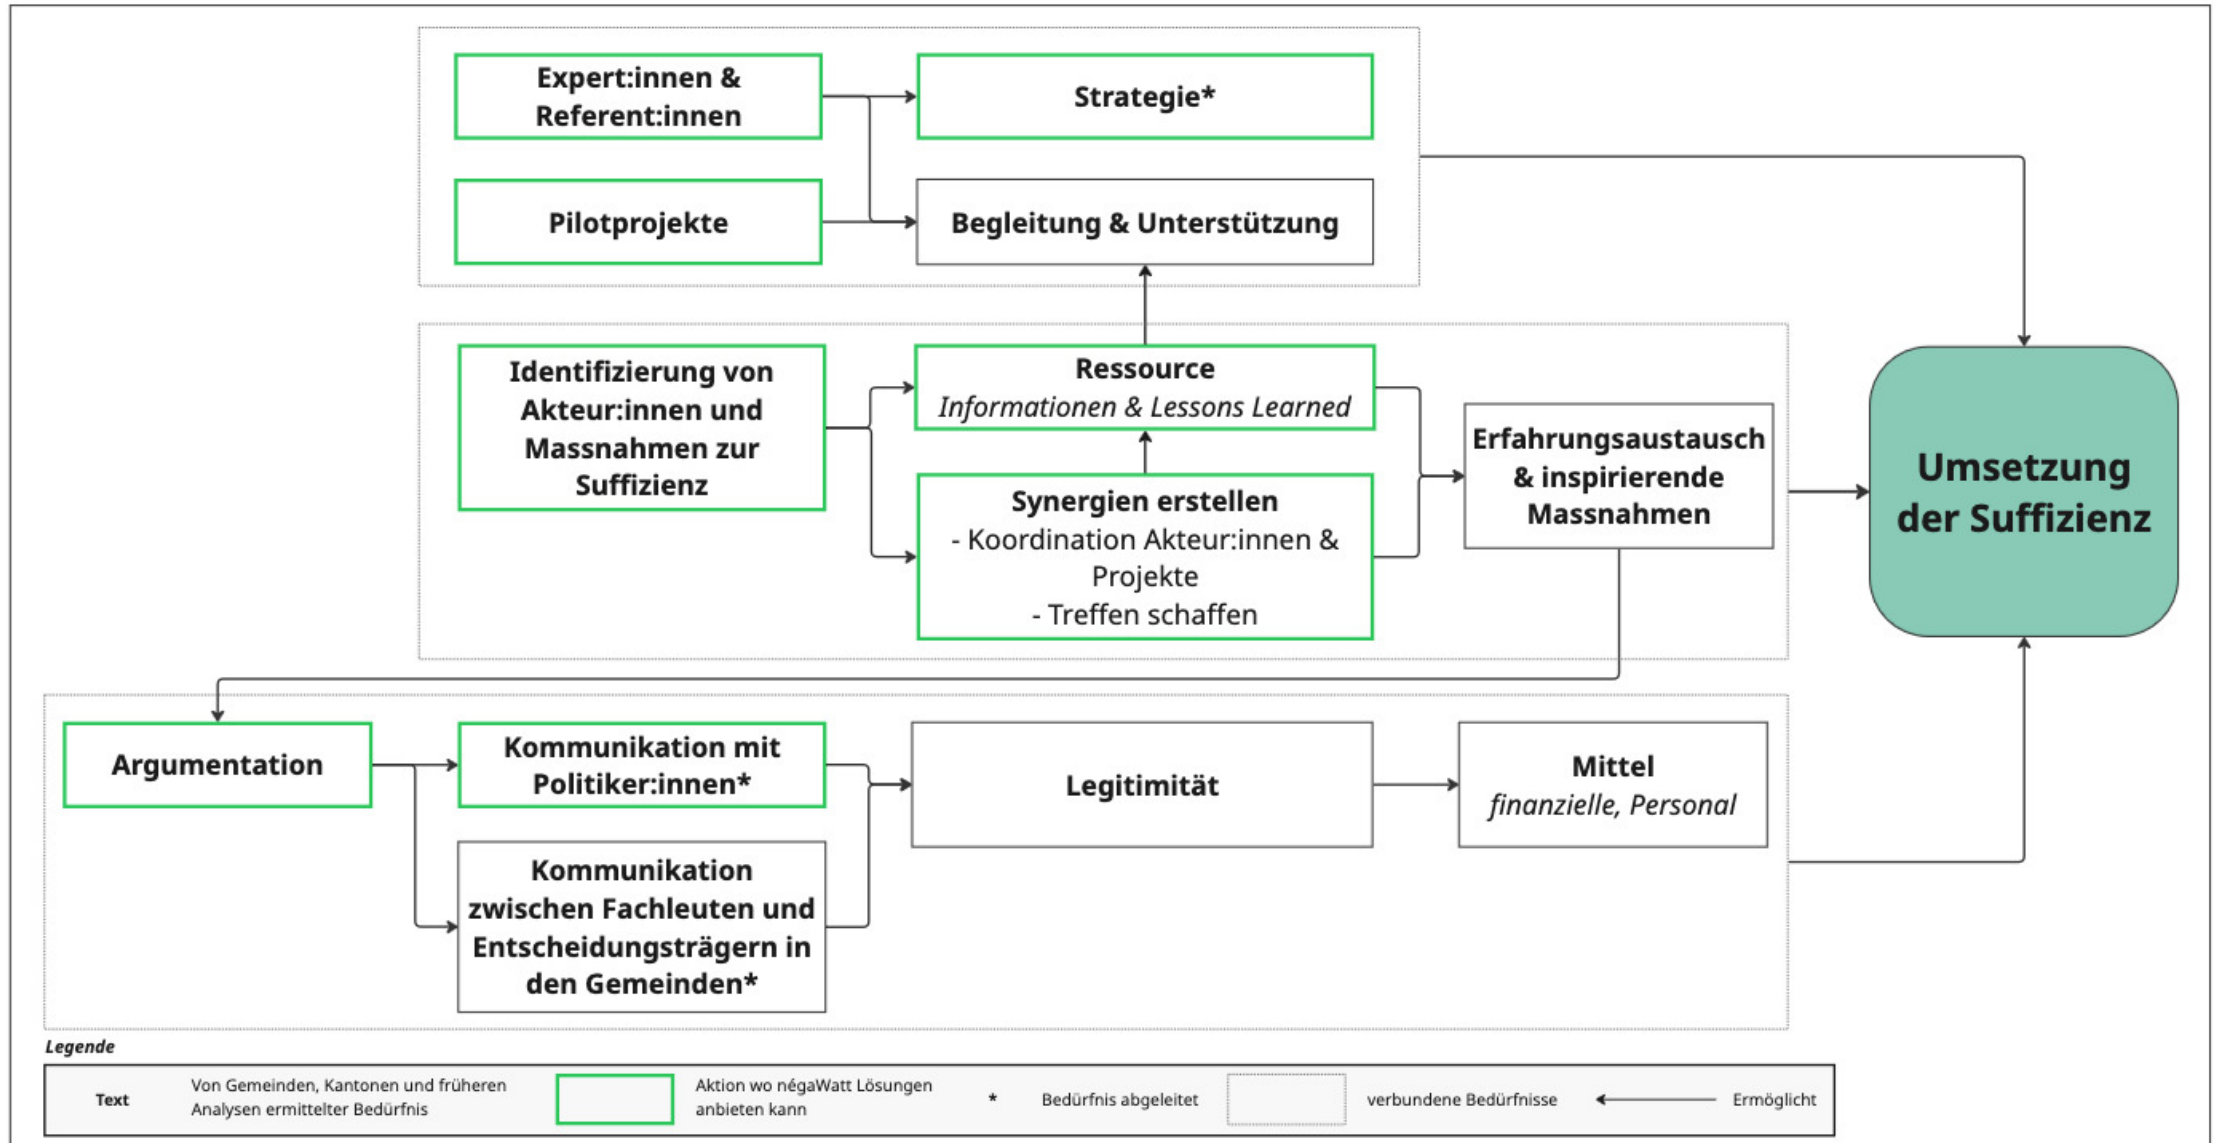 Expert:innen &
Referent:innen
Strategie*
Pilotprojekte
Begleitung & Unterstützung
Identifizierung von
Akteur:innen und
Massnahmen zur
Suffizienz
Ressource
Informationen & Lessons Learned
Synergien erstellen
- Koordination Akteur:innen &
Projekte
- Treffen schaffen
Erfahrungsaustausch
& inspirierende
Massnahmen
Umsetzung
der Suffizienz
Argumentation
Kommunikation mit
Politiker:innen*
Kommunikation
zwischen Fachleuten und
Entscheidungsträgern in
den Gemeinden*
Legitimität
Mittel
finanzielle, Personal
Legende
Text
Von Gemeinden, Kantonen und früheren
Analysen ermittelter Bedürfnis
Aktion wo négaWatt Lösungen
anbieten kann
*
Bedürfnis abgeleitet
verbundene Bedürfnisse
Ermöglicht